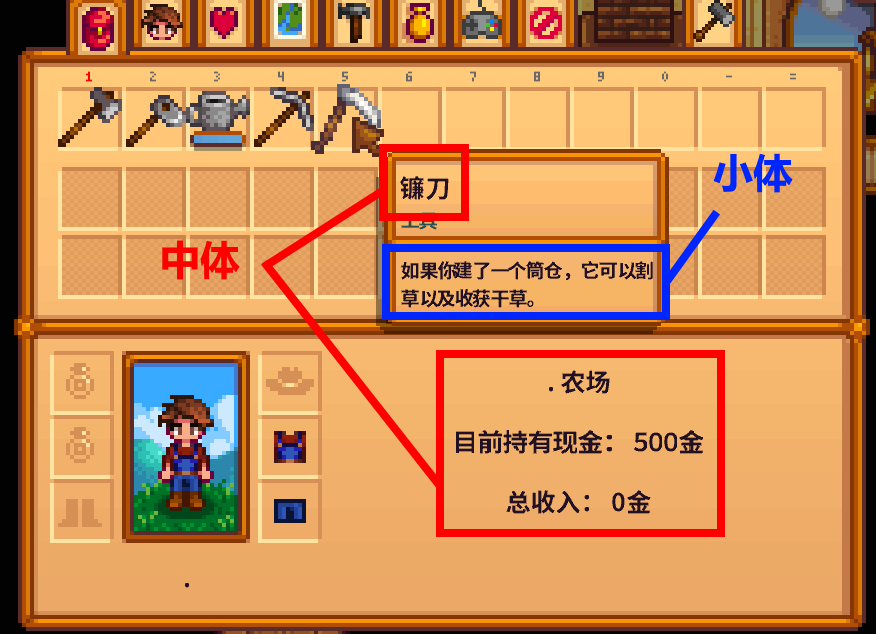 1 2 3 4 5 6 7 8 9 0 - =
小体
镰刀
工具
中体
如果你建了一个筒仓，它可以割
草以及收获干草。
. 农场
目前持有现金： 500金
总收入： 0金
.